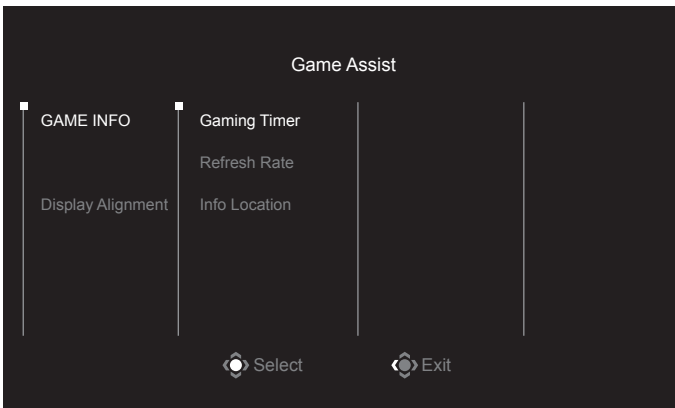 Game Assist
GAME INFO
Gaming Timer
Refresh Rate
Display Alignment
Info Location
Select
Exit